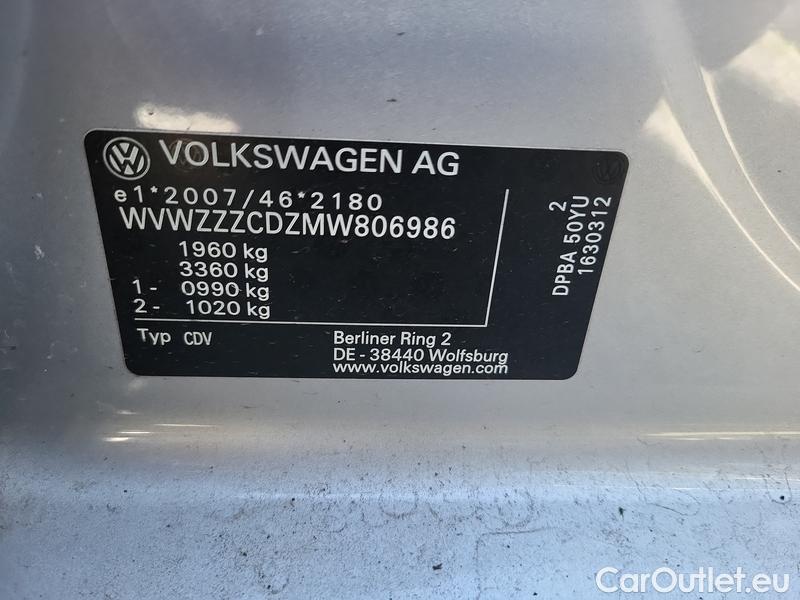 VOLKSWAGEN AG
e1*2007/46*2180
WVWZZZCDZMW806986
1960 kg
3360 kg
1 - 0990 kg
2 - 1020 kg
Typ CDV
Berliner Ring 2
DE - 38440 Wolfsburg
www.volkswagen.com
2
DPBA 50YU
1630312
CarOutlet.eu